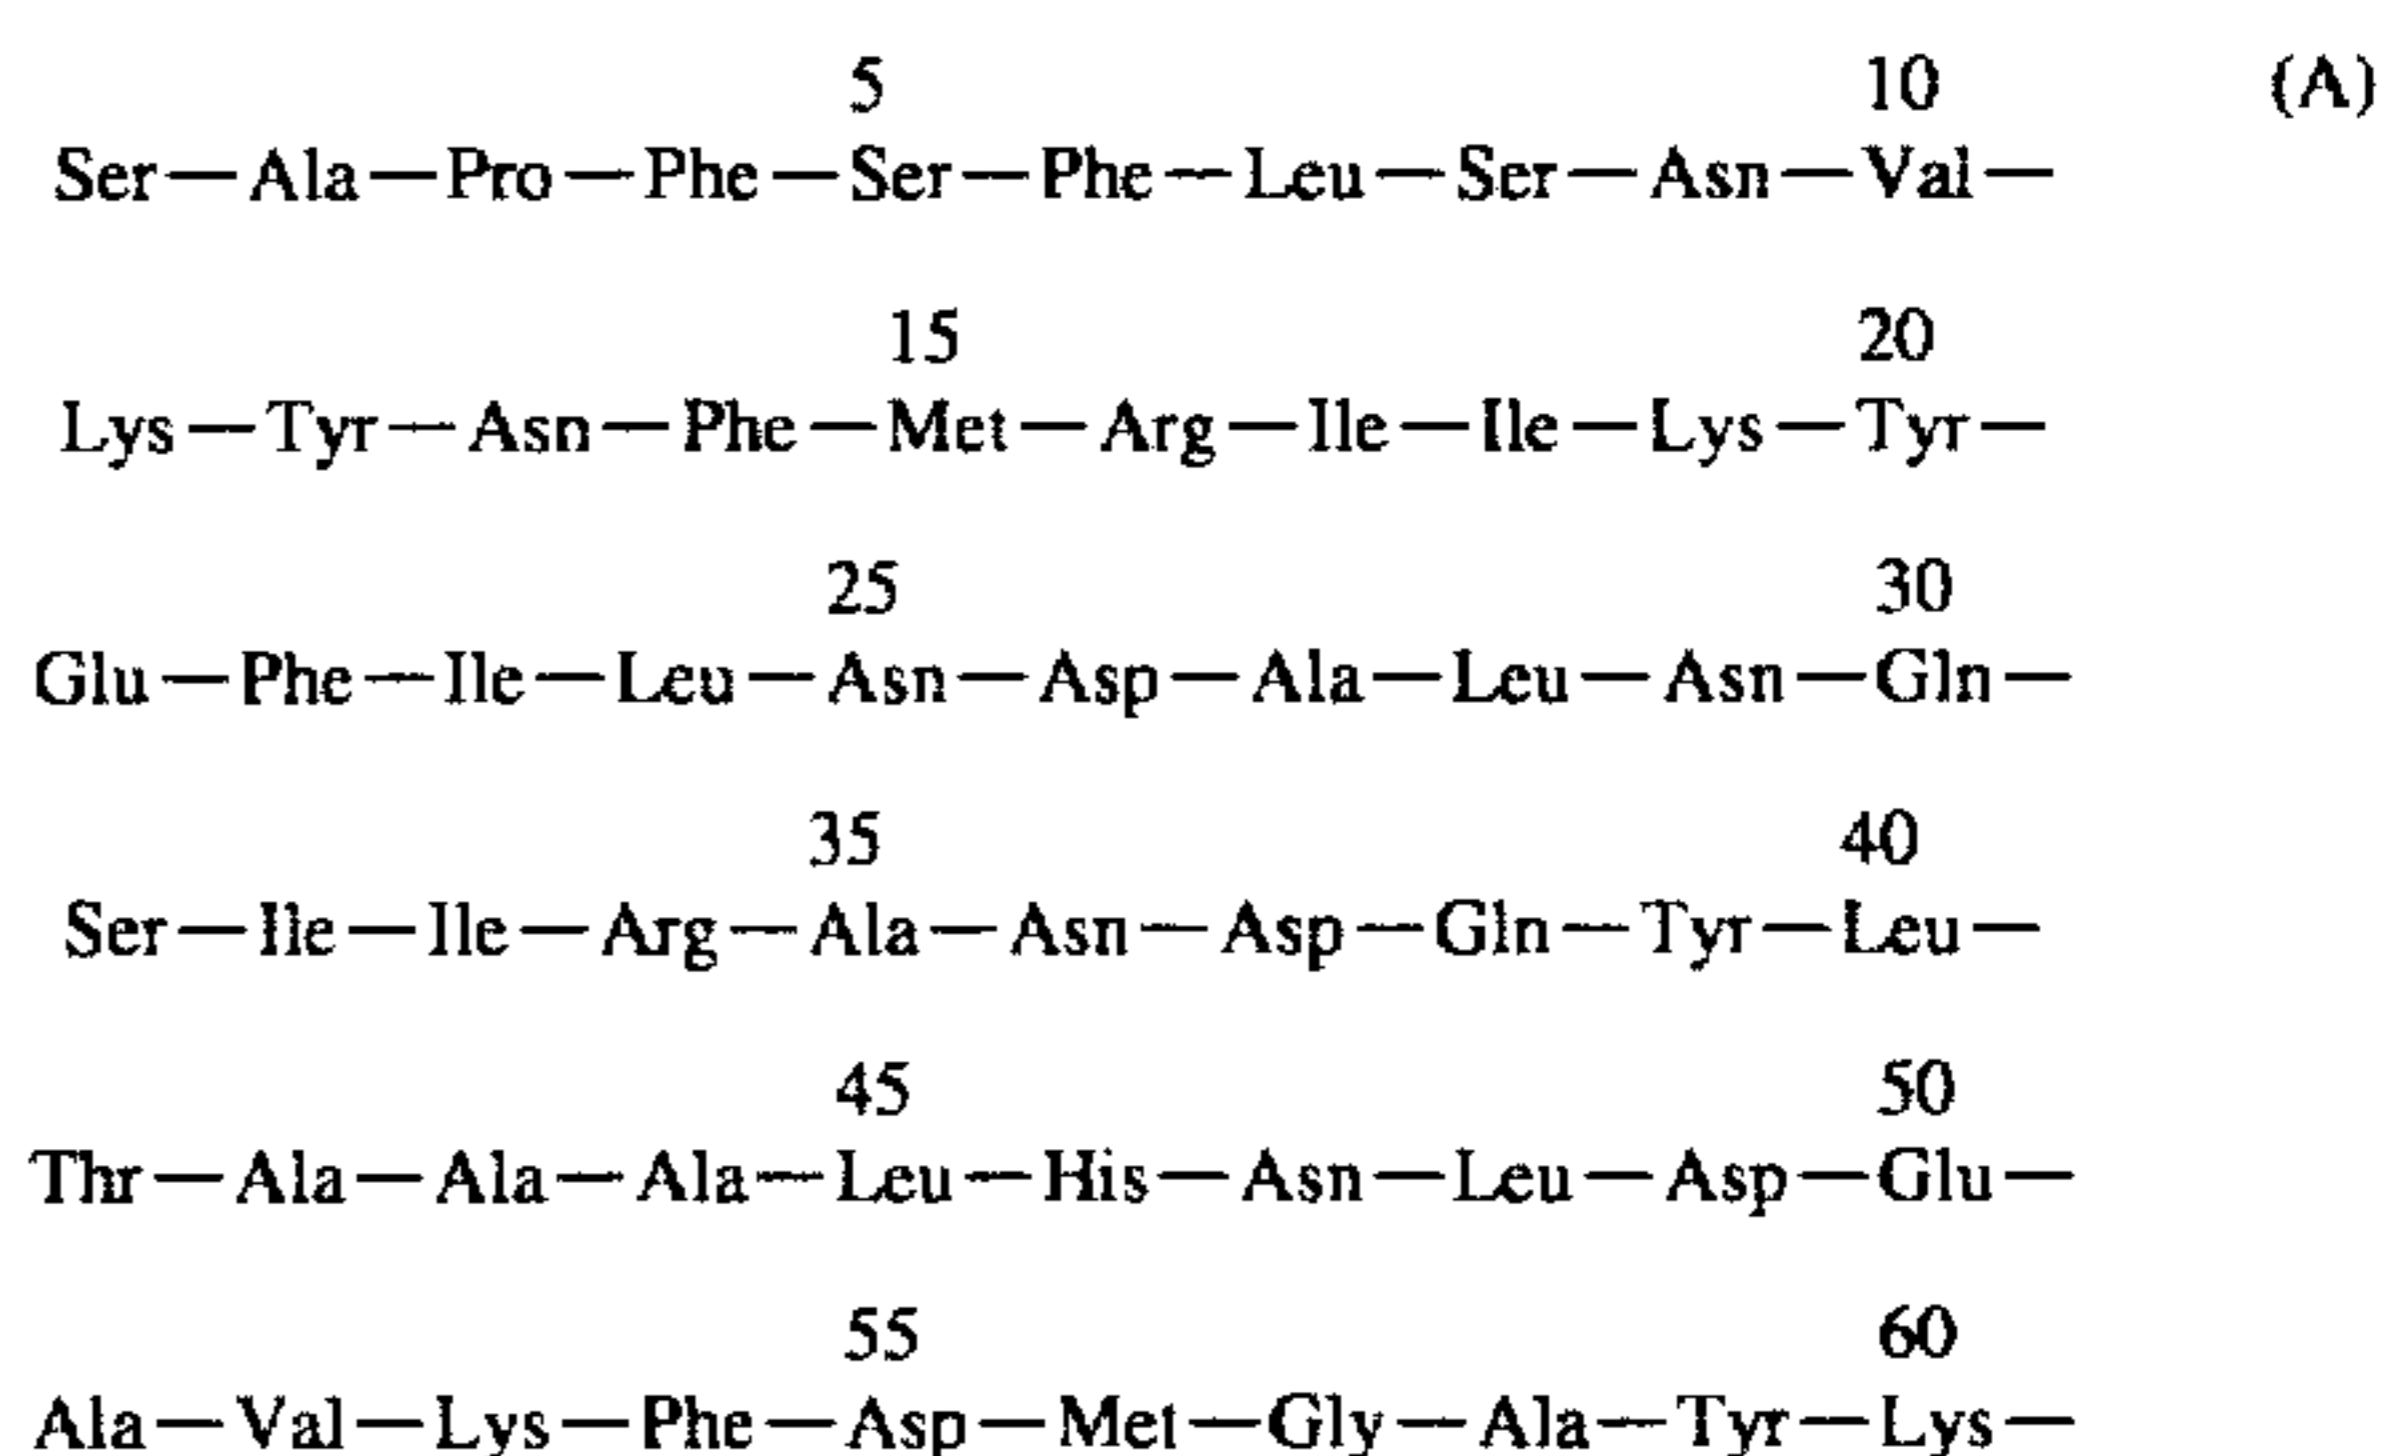 5 10 (A)
Ser—Ala—Pro—Phe—Ser—Phe—Leu—Ser—Asn—Val—
15 20
Lys—Tyr—Asn—Phe—Met—Arg—Ile—Ile—Lys—Tyr—
25 30
Glu—Phe—Ile—Leu—Asn—Asp—Ala—Leu—Asn—Gln—
35 40
Ser—Ile—Ile—Arg—Ala—Asn—Asp—Gln—Tyr—Leu—
45 50
Thr—Ala—Ala—Ala—Leu—His—Asn—Leu—Asp—Glu—
55 60
Ala—Val—Lys—Phe—Asp—Met—Gly—Ala—Tyr—Lys—